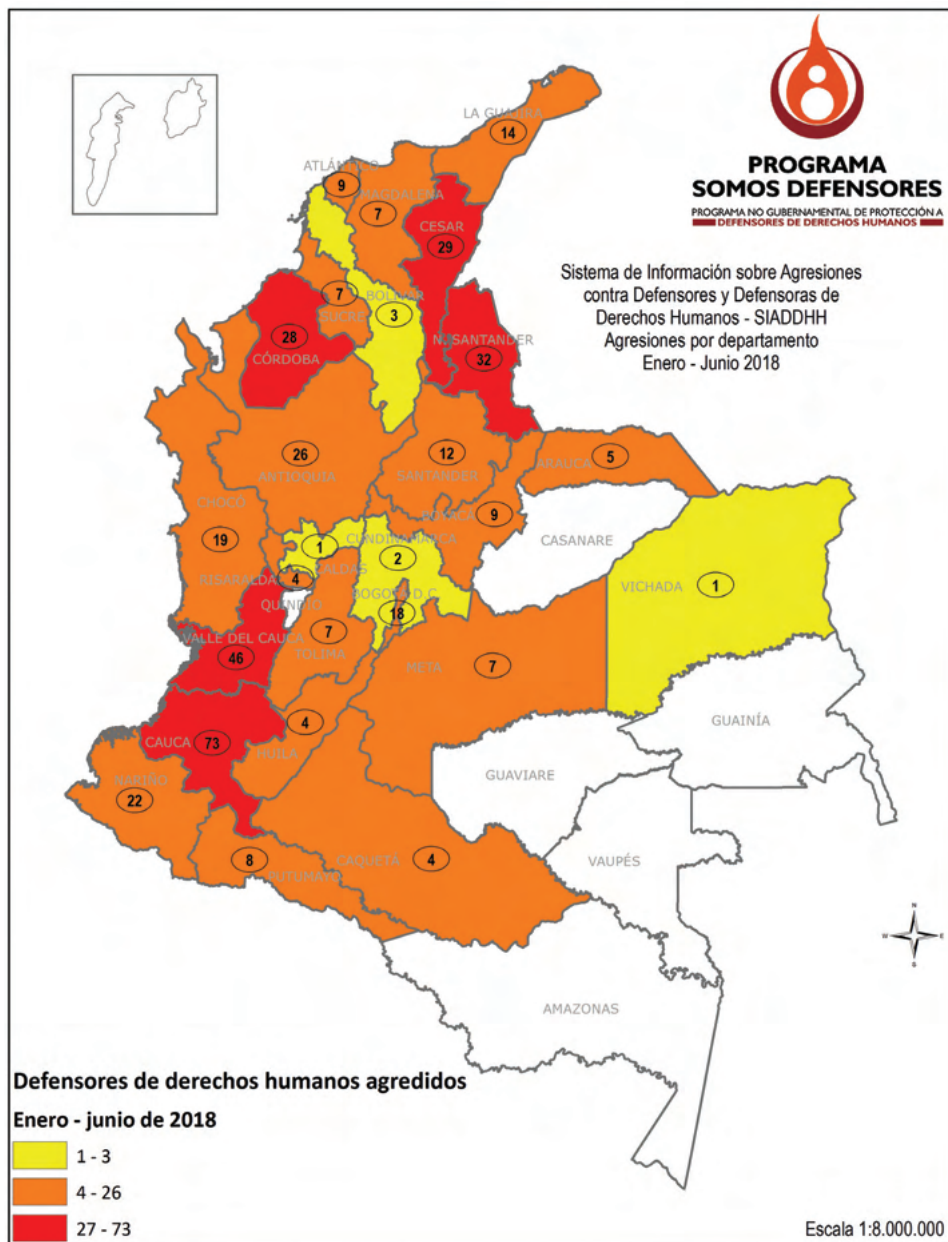 PROGRAMA
SOMOS DEFENSORES
PROGRAMA NO GUBERNAMENTAL DE PROTECCIÓN A
DEFENSORES DE DERECHOS HUMANOS
Sistema de Información sobre Agresiones
contra Defensores y Defensoras de
Derechos Humanos - SIADDHH
Agresiones por departamento
Enero - Junio 2018
LA GUAJIRA
14
ATLÁNTICO
9
MAGDALENA
7
CESAR
29
7
SUCRE
BOLÍVAR
3
28
CÓRDOBA
N. SANTANDER
32
26
ANTIOQUIA
12
SANTANDER
ARAUCA
5
CHOCÓ
19
BOYACÁ
9
CASANARE
1
CALDAS
CUNDINAMARCA
2
VICHADA
1
RISARALDA
4
QUINDÍO
BOGOTÁ D.C.
18
VALLE DEL CAUCA
46
7
TOLIMA
META
7
GUAINÍA
CAUCA
73
4
HUILA
GUAVIARE
NARIÑO
22
VAUPÉS
8
PUTUMAYO
CAQUETÁ
4
AMAZONAS
N
W
E
S
Defensores de derechos humanos agredidos
Enero - junio de 2018
1 - 3
4 - 26
27 - 73
Escala 1:8.000.000